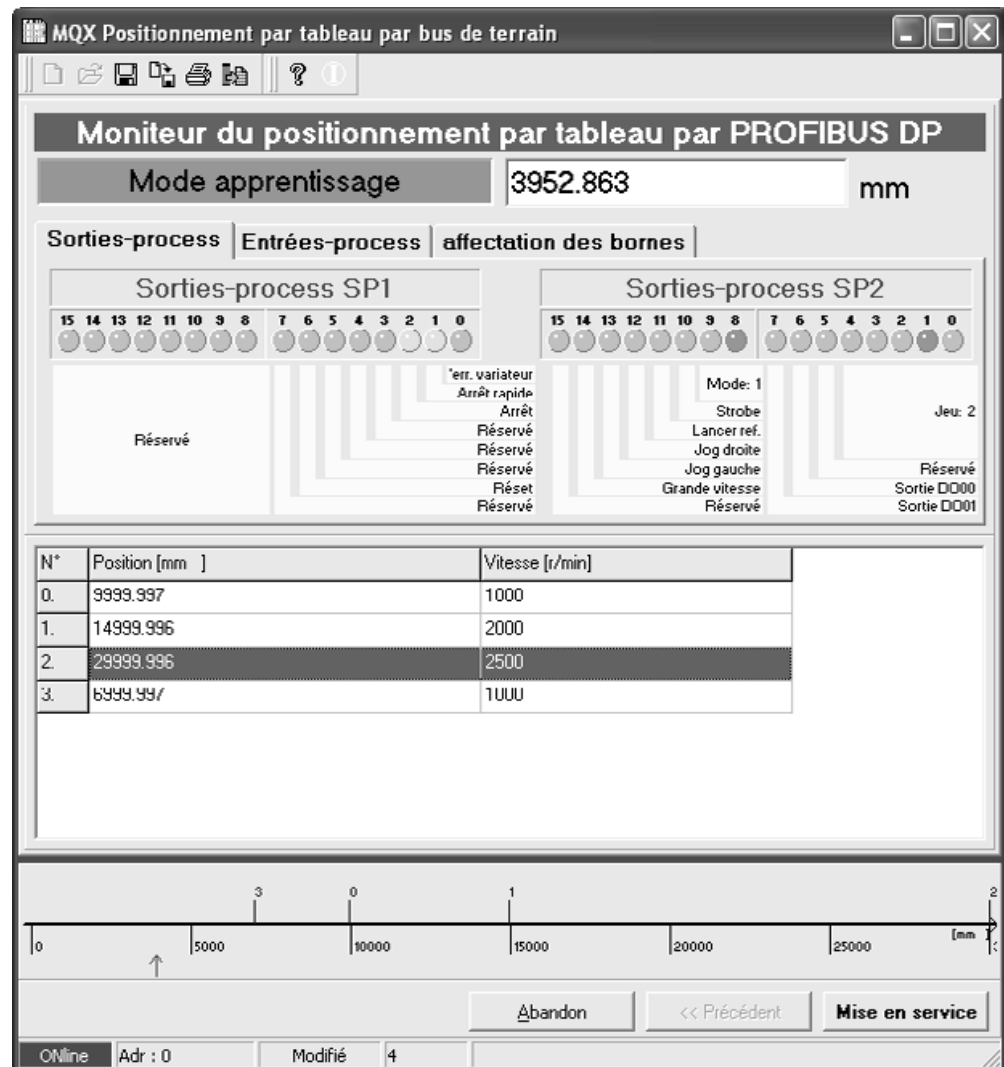 MQX Positionnement par tableau par bus de terrain
Moniteur du positionnement par tableau par PROFIBUS DP
Mode apprentissage 3952.863 mm
Sorties-process Entrées-process affectation des bornes
Sorties-process SP1 Sorties-process SP2
15 14 13 12 11 10 9 8 7 6 5 4 3 2 1 0 15 14 13 12 11 10 9 8 7 6 5 4 3 2 1 0
'err. variateur Mode: 1
Arrêt rapide
Arrêt Strobe Jeu: 2
Réservé Réservé Lancer ref.
Réservé Jog droite
Réservé Jog gauche Réservé
Réset Grande vitesse Sortie DO00
Réservé Réservé Sortie DO01
N° Position [mm ] Vitesse [r/min]
0. 9999.997 1000
1. 14999.996 2000
2. 29999.996 2500
3. 6999.997 1000
3 0 1 2
0 5000 10000 15000 20000 25000 [mm ]
Abandon << Précédent Mise en service
ONline Adr : 0 Modifié 4